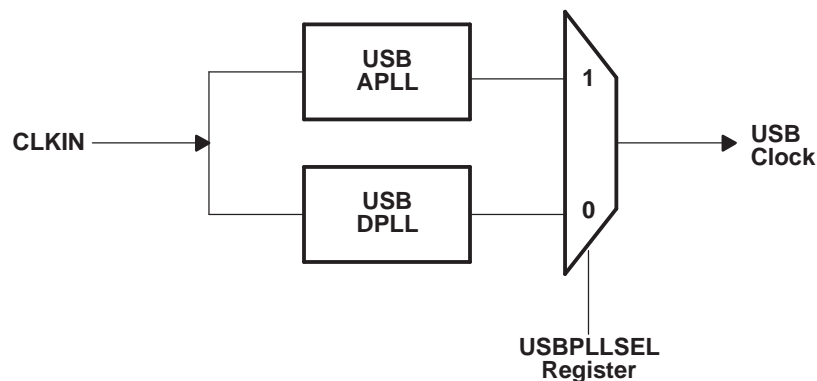 USB
APLL
1
CLKIN
USB
Clock
USB
DPLL
0
USBPLLSEL
Register